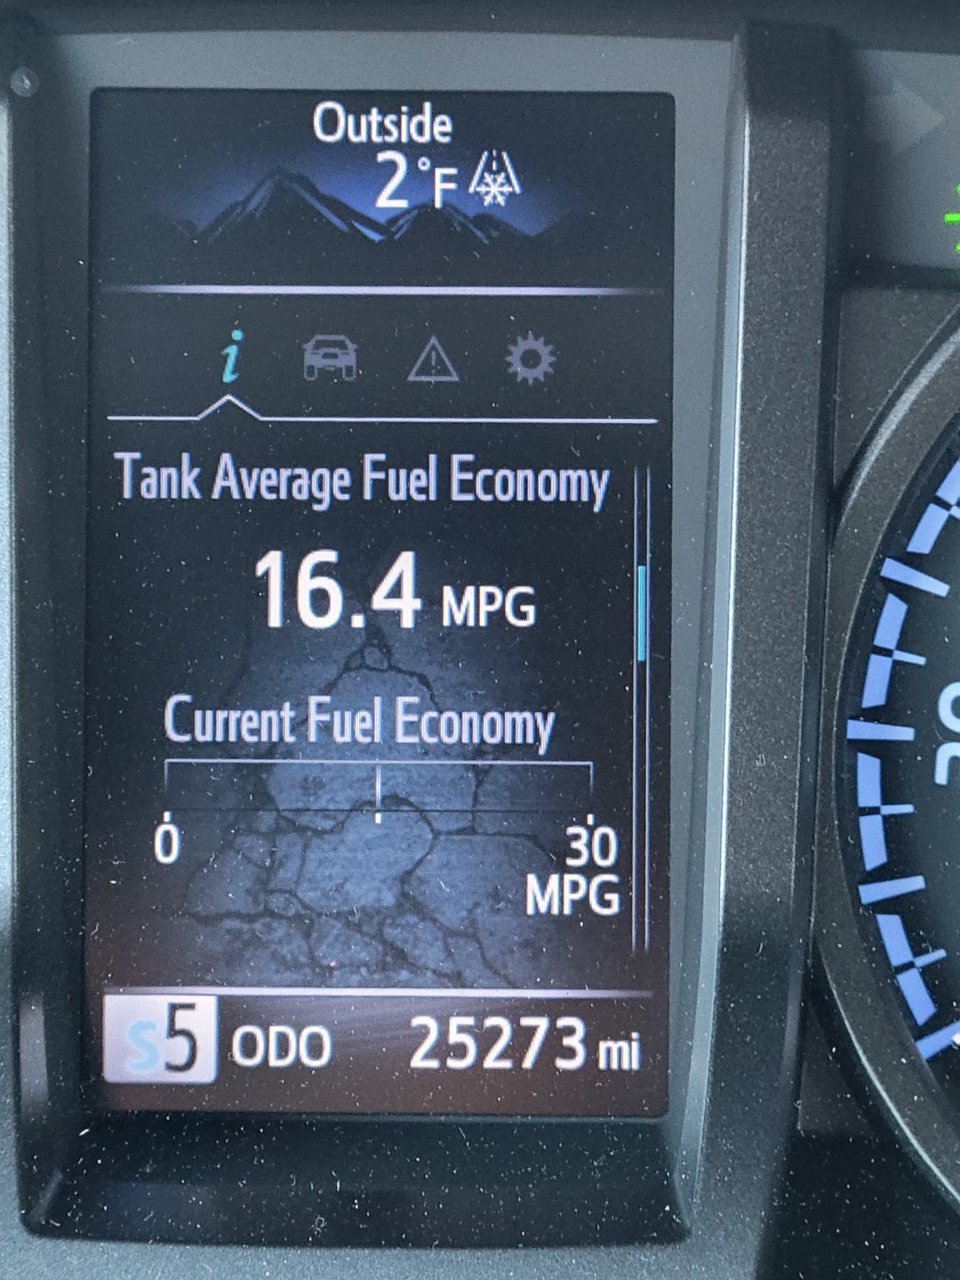 Outside
2°F
i
Tank Average Fuel Economy
16.4 MPG
Current Fuel Economy
0 30
MPG
S5 ODO 25273 mi